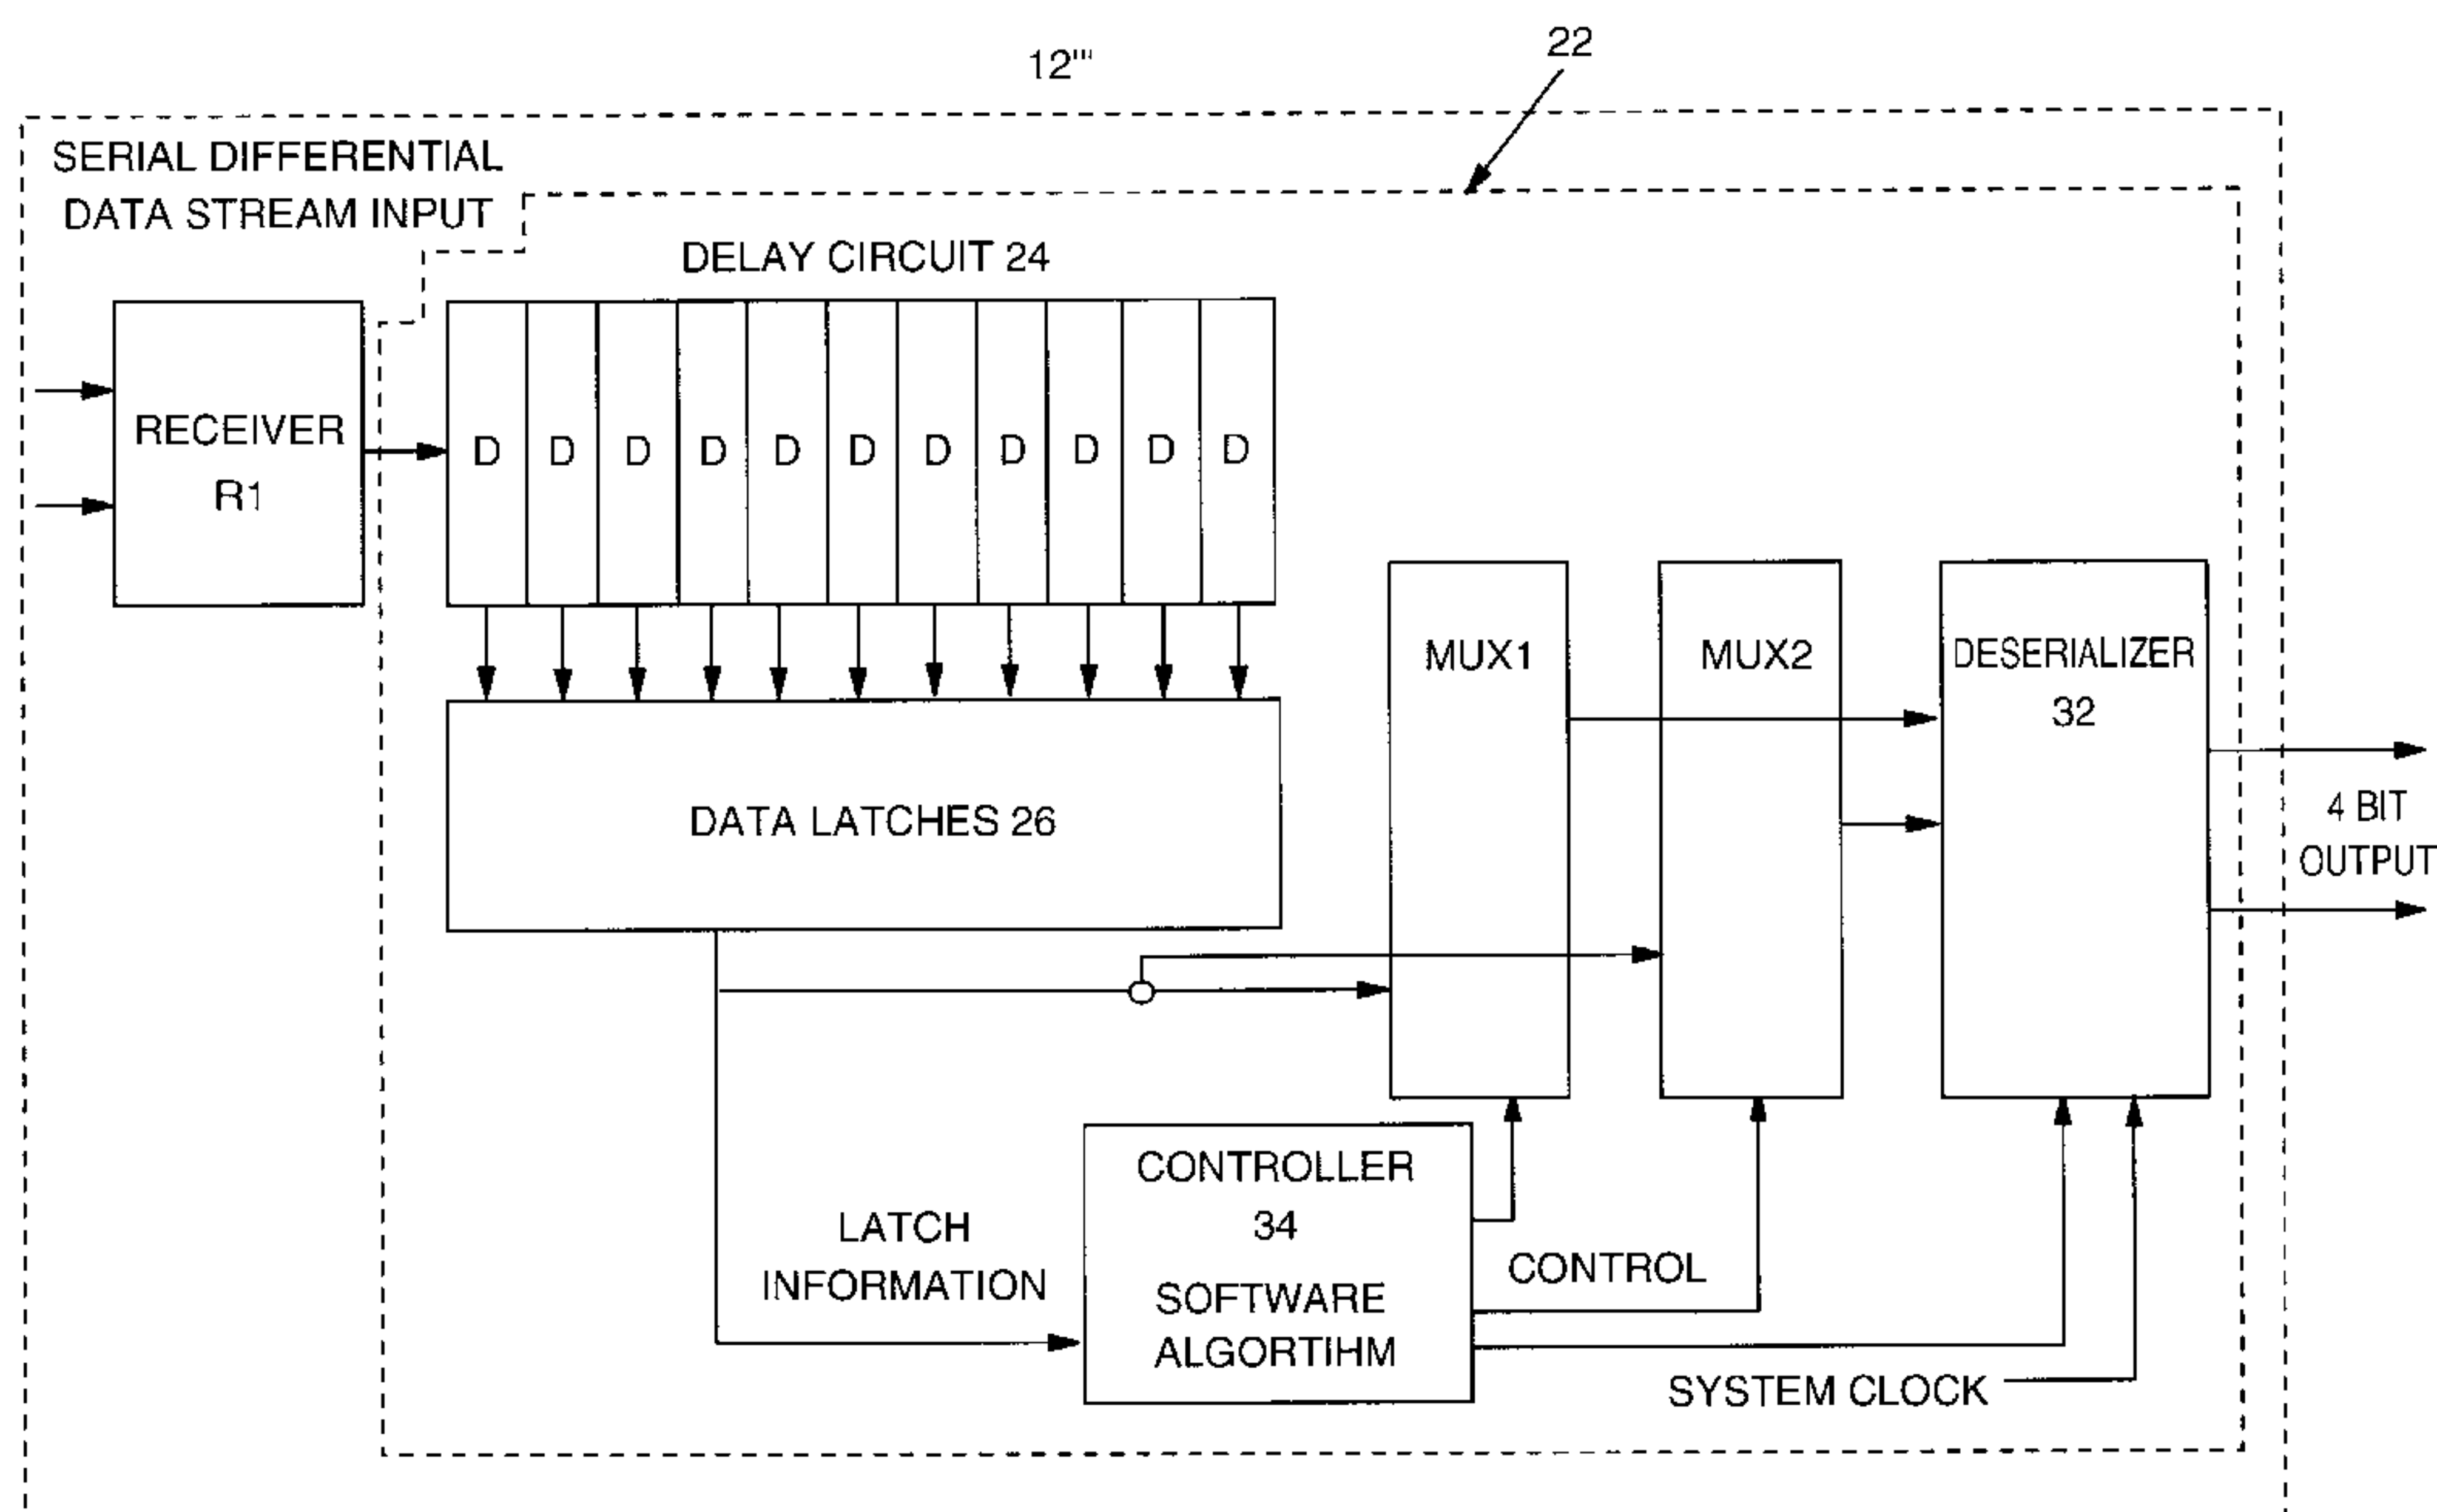 12'''
22
SERIAL DIFFERENTIAL
DATA STREAM INPUT
DELAY CIRCUIT 24
RECEIVER
R1
D D D D D D D D D D D
MUX1
MUX2
DESERIALIZER
32
DATA LATCHES 26
4 BIT
OUTPUT
CONTROLLER
34
SOFTWARE
ALGORTIHM
LATCH
INFORMATION
CONTROL
SYSTEM CLOCK